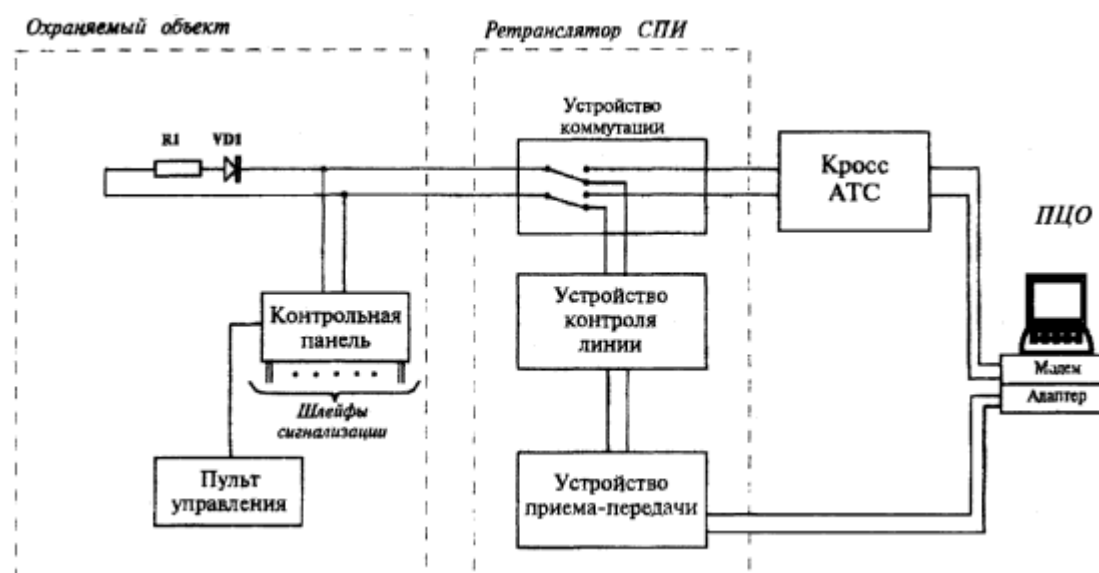 Охраняемый объект
Ретранслятор СПИ
Устройство
коммутации
R1 VD1
Кросс
АТС
ПЦО
Контрольная
панель
Устройство
контроля
линии
Модем
Адаптер
Шлейфы
сигнализации
Пульт
управления
Устройство
приема-передачи